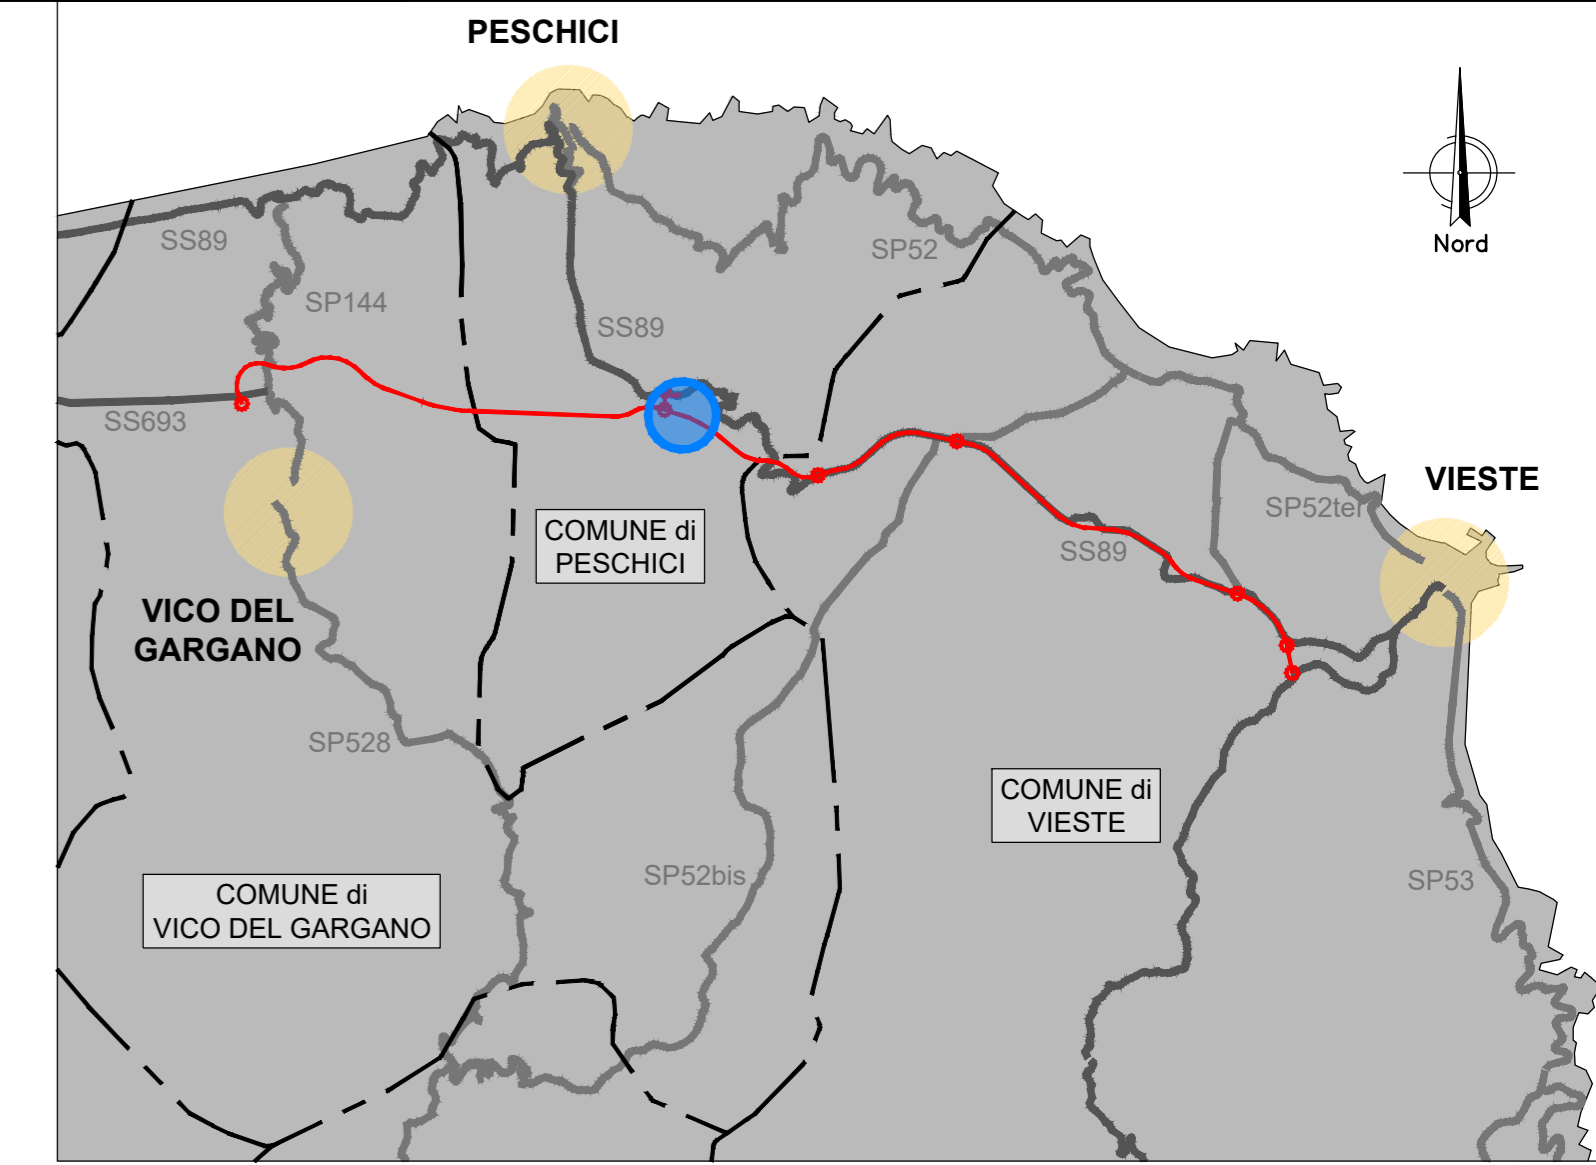 PESCHICI
Nord
SS89
SP52
SP144
SS89
SS693
VIESTE
SP52ter
COMUNE di
PESCHICI
SS89
VICO DEL
GARGANO
SP528
COMUNE di
VIESTE
SP52bis
SP53
COMUNE di
VICO DEL GARGANO